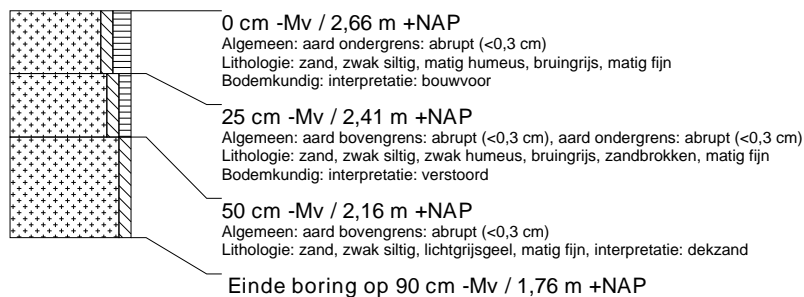 0 cm -Mv / 2,66 m +NAP
Algemeen: aard ondergrens: abrupt (<0,3 cm)
Lithologie: zand, zwak siltig, matig humeus, bruingrijs, matig fijn
Bodemkundig: interpretatie: bouwvoor
25 cm -Mv / 2,41 m +NAP
Algemeen: aard bovengrens: abrupt (<0,3 cm), aard ondergrens: abrupt (<0,3 cm)
Lithologie: zand, zwak siltig, zwak humeus, bruingrijs, zandbrokken, matig fijn
Bodemkundig: interpretatie: verstoord
50 cm -Mv / 2,16 m +NAP
Algemeen: aard bovengrens: abrupt (<0,3 cm)
Lithologie: zand, zwak siltig, lichtgrijsgeel, matig fijn, interpretatie: dekzand
Einde boring op 90 cm -Mv / 1,76 m +NAP